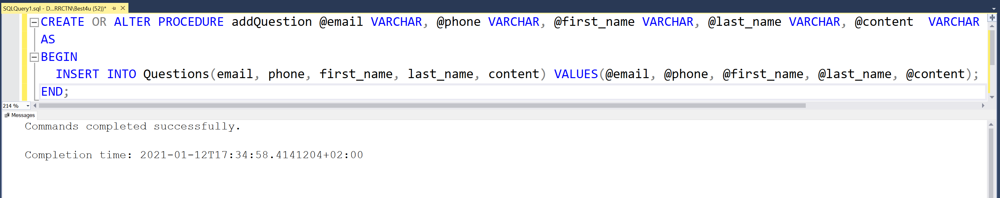 SQLQuery1.sql - D...RRCTN\Best4u (52))*
CREATE OR ALTER PROCEDURE addQuestion @email VARCHAR, @phone VARCHAR, @first_name VARCHAR, @last_name VARCHAR, @content  VARCHAR
AS
BEGIN
  INSERT INTO Questions(email, phone, first_name, last_name, content) VALUES(@email, @phone, @first_name, @last_name, @content);
END;
214 %
Messages
Commands completed successfully.
Completion time: 2021-01-12T17:34:58.4141204+02:00